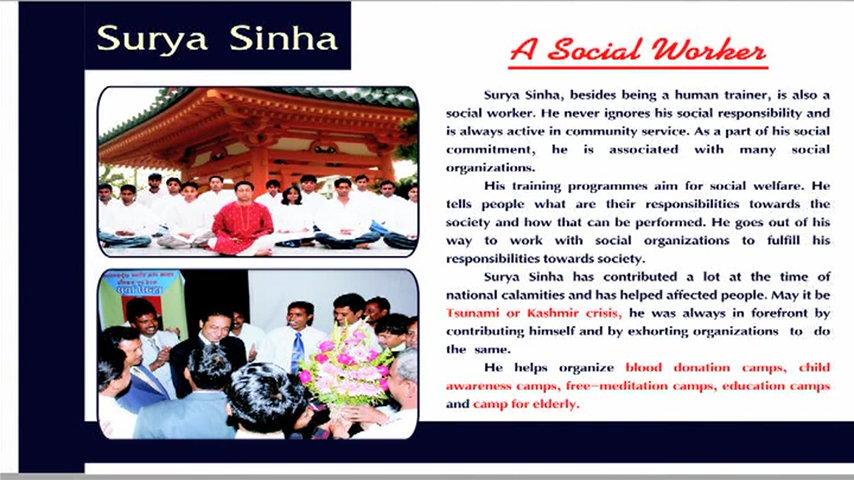 Surya Sinha
A Social Worker
Surya Sinha, besides being a human trainer, is also a
social worker. He never ignores his social responsibility and
is always active in community service. As a part of his social
commitment, he is associated with many social
organizations.
His training programmes aim for social welfare. He
tells people what are their responsibilities towards the
society and how that can be performed. He goes out of his
way to work with social organizations to fulfill his
responsibilities towards society.
Surya Sinha has contributed a lot at the time of
national calamities and has helped affected people. May it be
Tsunami or Kashmir crisis, he was always in forefront by
contributing himself and by exhorting organizations to do
the same.
He helps organize blood donation camps, child
awareness camps, free-meditation camps, education camps
and camp for elderly.